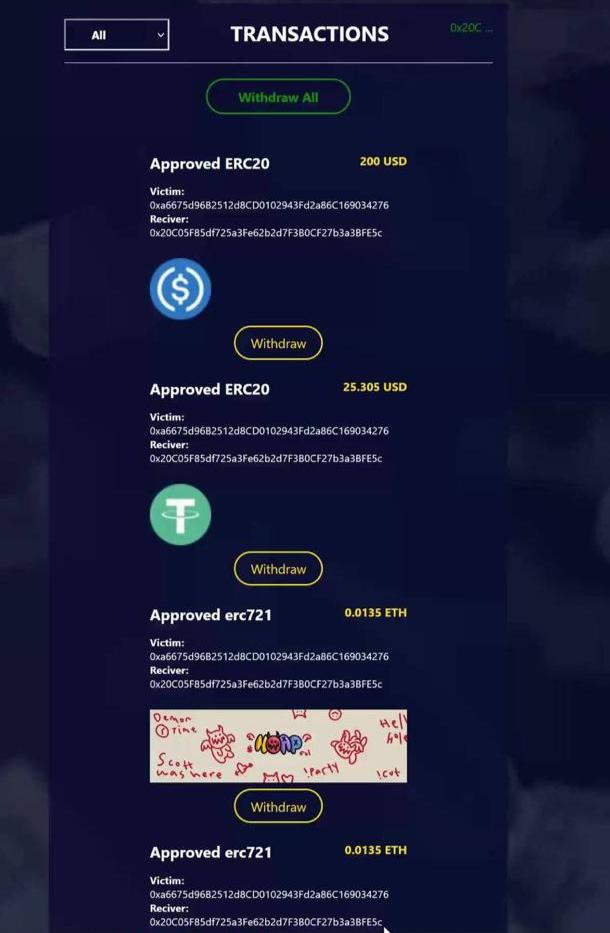 All
TRANSACTIONS
0x20C ...
Withdraw All
Approved ERC20
200 USD
Victim:
0xa6675d96B2512d8CD0102943Fd2a86C169034276
Reciver:
0x20C05F85df725a3Fe62b2d7F3B0CF27b3a3BFE5c
Withdraw
Approved ERC20
25.305 USD
Victim:
0xa6675d96B2512d8CD0102943Fd2a86C169034276
Reciver:
0x20C05F85df725a3Fe62b2d7F3B0CF27b3a3BFE5c
Withdraw
Approved erc721
0.0135 ETH
Victim:
0xa6675d96B2512d8CD0102943Fd2a86C169034276
Reciver:
0x20C05F85df725a3Fe62b2d7F3B0CF27b3a3BFE5c
Demon
Time
Hell
hole
Scott
was here
!Party
!cut
Withdraw
Approved erc721
0.0135 ETH
Victim:
0xa6675d96B2512d8CD0102943Fd2a86C169034276
Reciver:
0x20C05F85df725a3Fe62b2d7F3B0CF27b3a3BFE5c